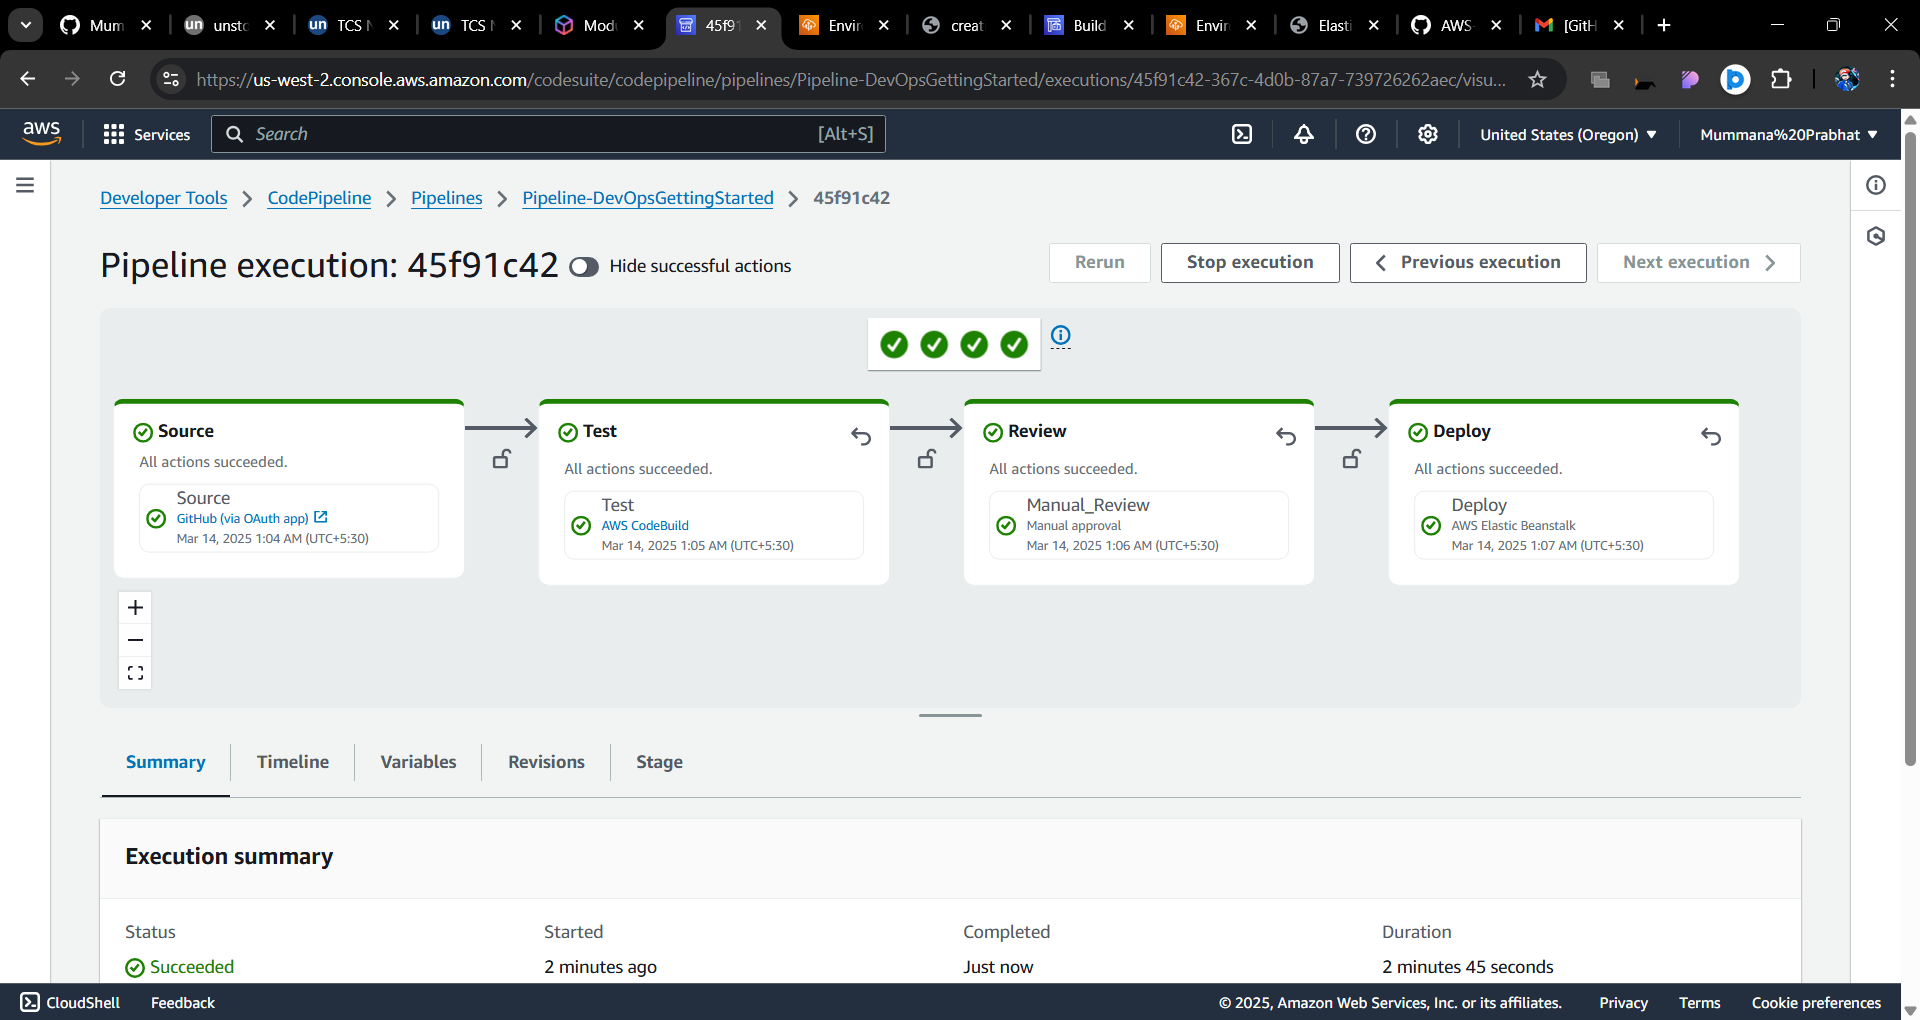 Mum
unsto
TCS N
TCS N
Modu
45f91
Envir
creat
Build
Envir
Elasti
AWS-
[GitH
https://us-west-2.console.aws.amazon.com/codesuite/codepipeline/pipelines/Pipeline-DevOpsGettingStarted/executions/45f91c42-367c-4d0b-87a7-739726262aec/visu...
aws
Services
Search
[Alt+S]
United States (Oregon)
Mummana%20Prabhat
Developer Tools
CodePipeline
Pipelines
Pipeline-DevOpsGettingStarted
45f91c42
Pipeline execution: 45f91c42
Hide successful actions
Rerun
Stop execution
Previous execution
Next execution
Source
All actions succeeded.
Source
GitHub (via OAuth app)
Mar 14, 2025 1:04 AM (UTC+5:30)
Test
All actions succeeded.
Test
AWS CodeBuild
Mar 14, 2025 1:05 AM (UTC+5:30)
Review
All actions succeeded.
Manual_Review
Manual approval
Mar 14, 2025 1:06 AM (UTC+5:30)
Deploy
All actions succeeded.
Deploy
AWS Elastic Beanstalk
Mar 14, 2025 1:07 AM (UTC+5:30)
Summary
Timeline
Variables
Revisions
Stage
Execution summary
Status
Started
Completed
Duration
Succeeded
2 minutes ago
Just now
2 minutes 45 seconds
CloudShell
Feedback
© 2025, Amazon Web Services, Inc. or its affiliates.
Privacy
Terms
Cookie preferences